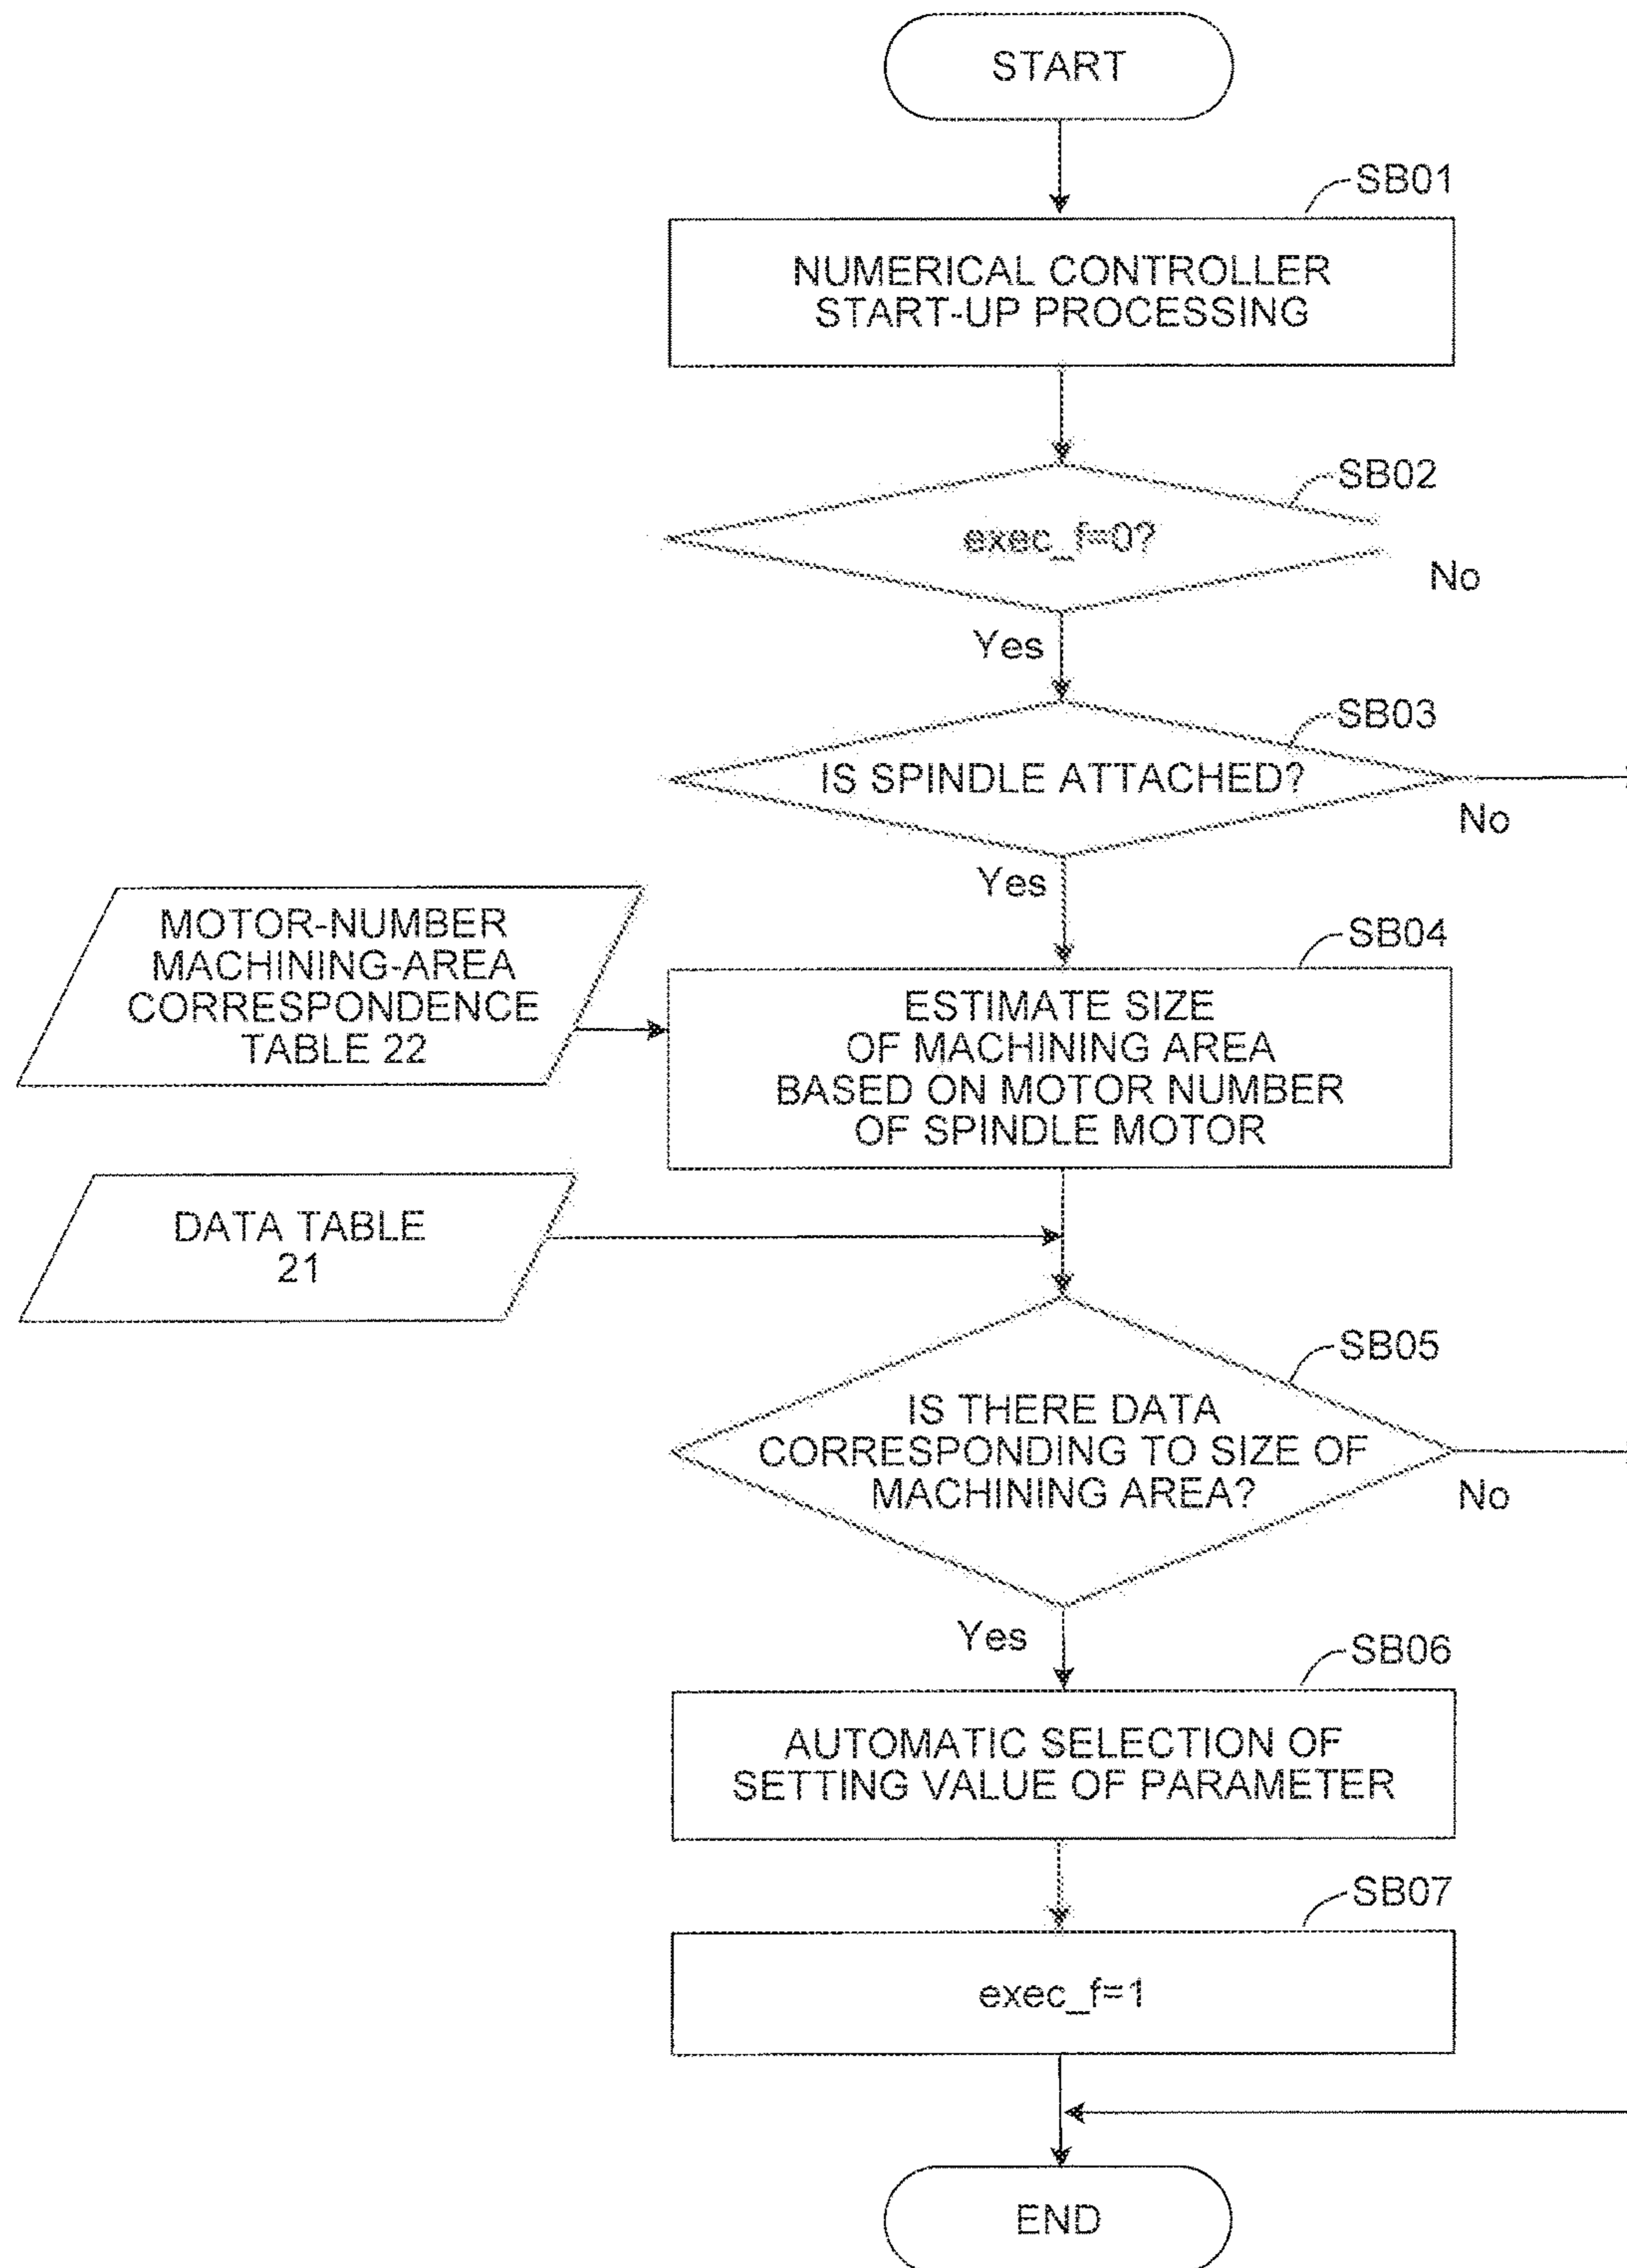 START
SB01
NUMERICAL CONTROLLER
START-UP PROCESSING
SB02
exec_f=0?
No
Yes
SB03
IS SPINDLE ATTACHED?
No
Yes
MOTOR-NUMBER
MACHINING-AREA
CORRESPONDENCE
TABLE 22
SB04
ESTIMATE SIZE
OF MACHINING AREA
BASED ON MOTOR NUMBER
OF SPINDLE MOTOR
DATA TABLE
21
SB05
IS THERE DATA
CORRESPONDING TO SIZE OF
MACHINING AREA?
No
Yes
SB06
AUTOMATIC SELECTION OF
SETTING VALUE OF PARAMETER
SB07
exec_f=1
END